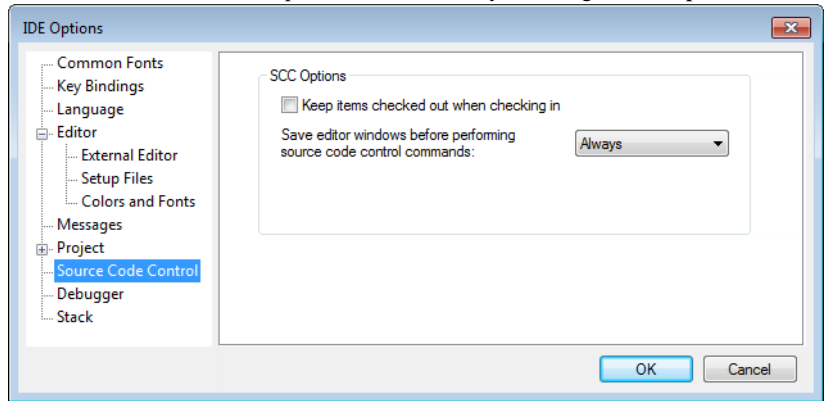 IDE Options
Common Fonts
Key Bindings
Language
Editor
External Editor
Setup Files
Colors and Fonts
Messages
Project
Source Code Control
Debugger
Stack
SCC Options
Keep items checked out when checking in
Save editor windows before performing
source code control commands:
Always
OK
Cancel